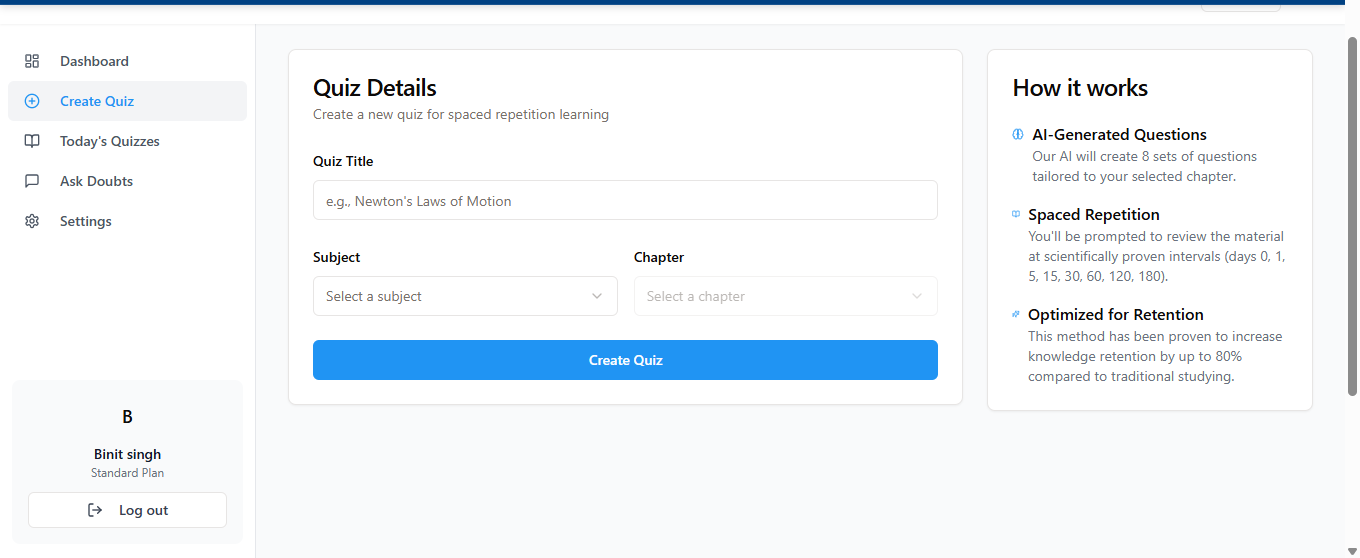 Dashboard
Create Quiz
Today's Quizzes
Ask Doubts
Settings
B
Binit singh
Standard Plan
Log out
Quiz Details
Create a new quiz for spaced repetition learning
Quiz Title
e.g., Newton's Laws of Motion
Subject
Select a subject
Chapter
Select a chapter
Create Quiz
How it works
AI-Generated Questions
Our AI will create 8 sets of questions
tailored to your selected chapter.
Spaced Repetition
You'll be prompted to review the material
at scientifically proven intervals (days 0, 1,
5, 15, 30, 60, 120, 180).
Optimized for Retention
This method has been proven to increase
knowledge retention by up to 80%
compared to traditional studying.